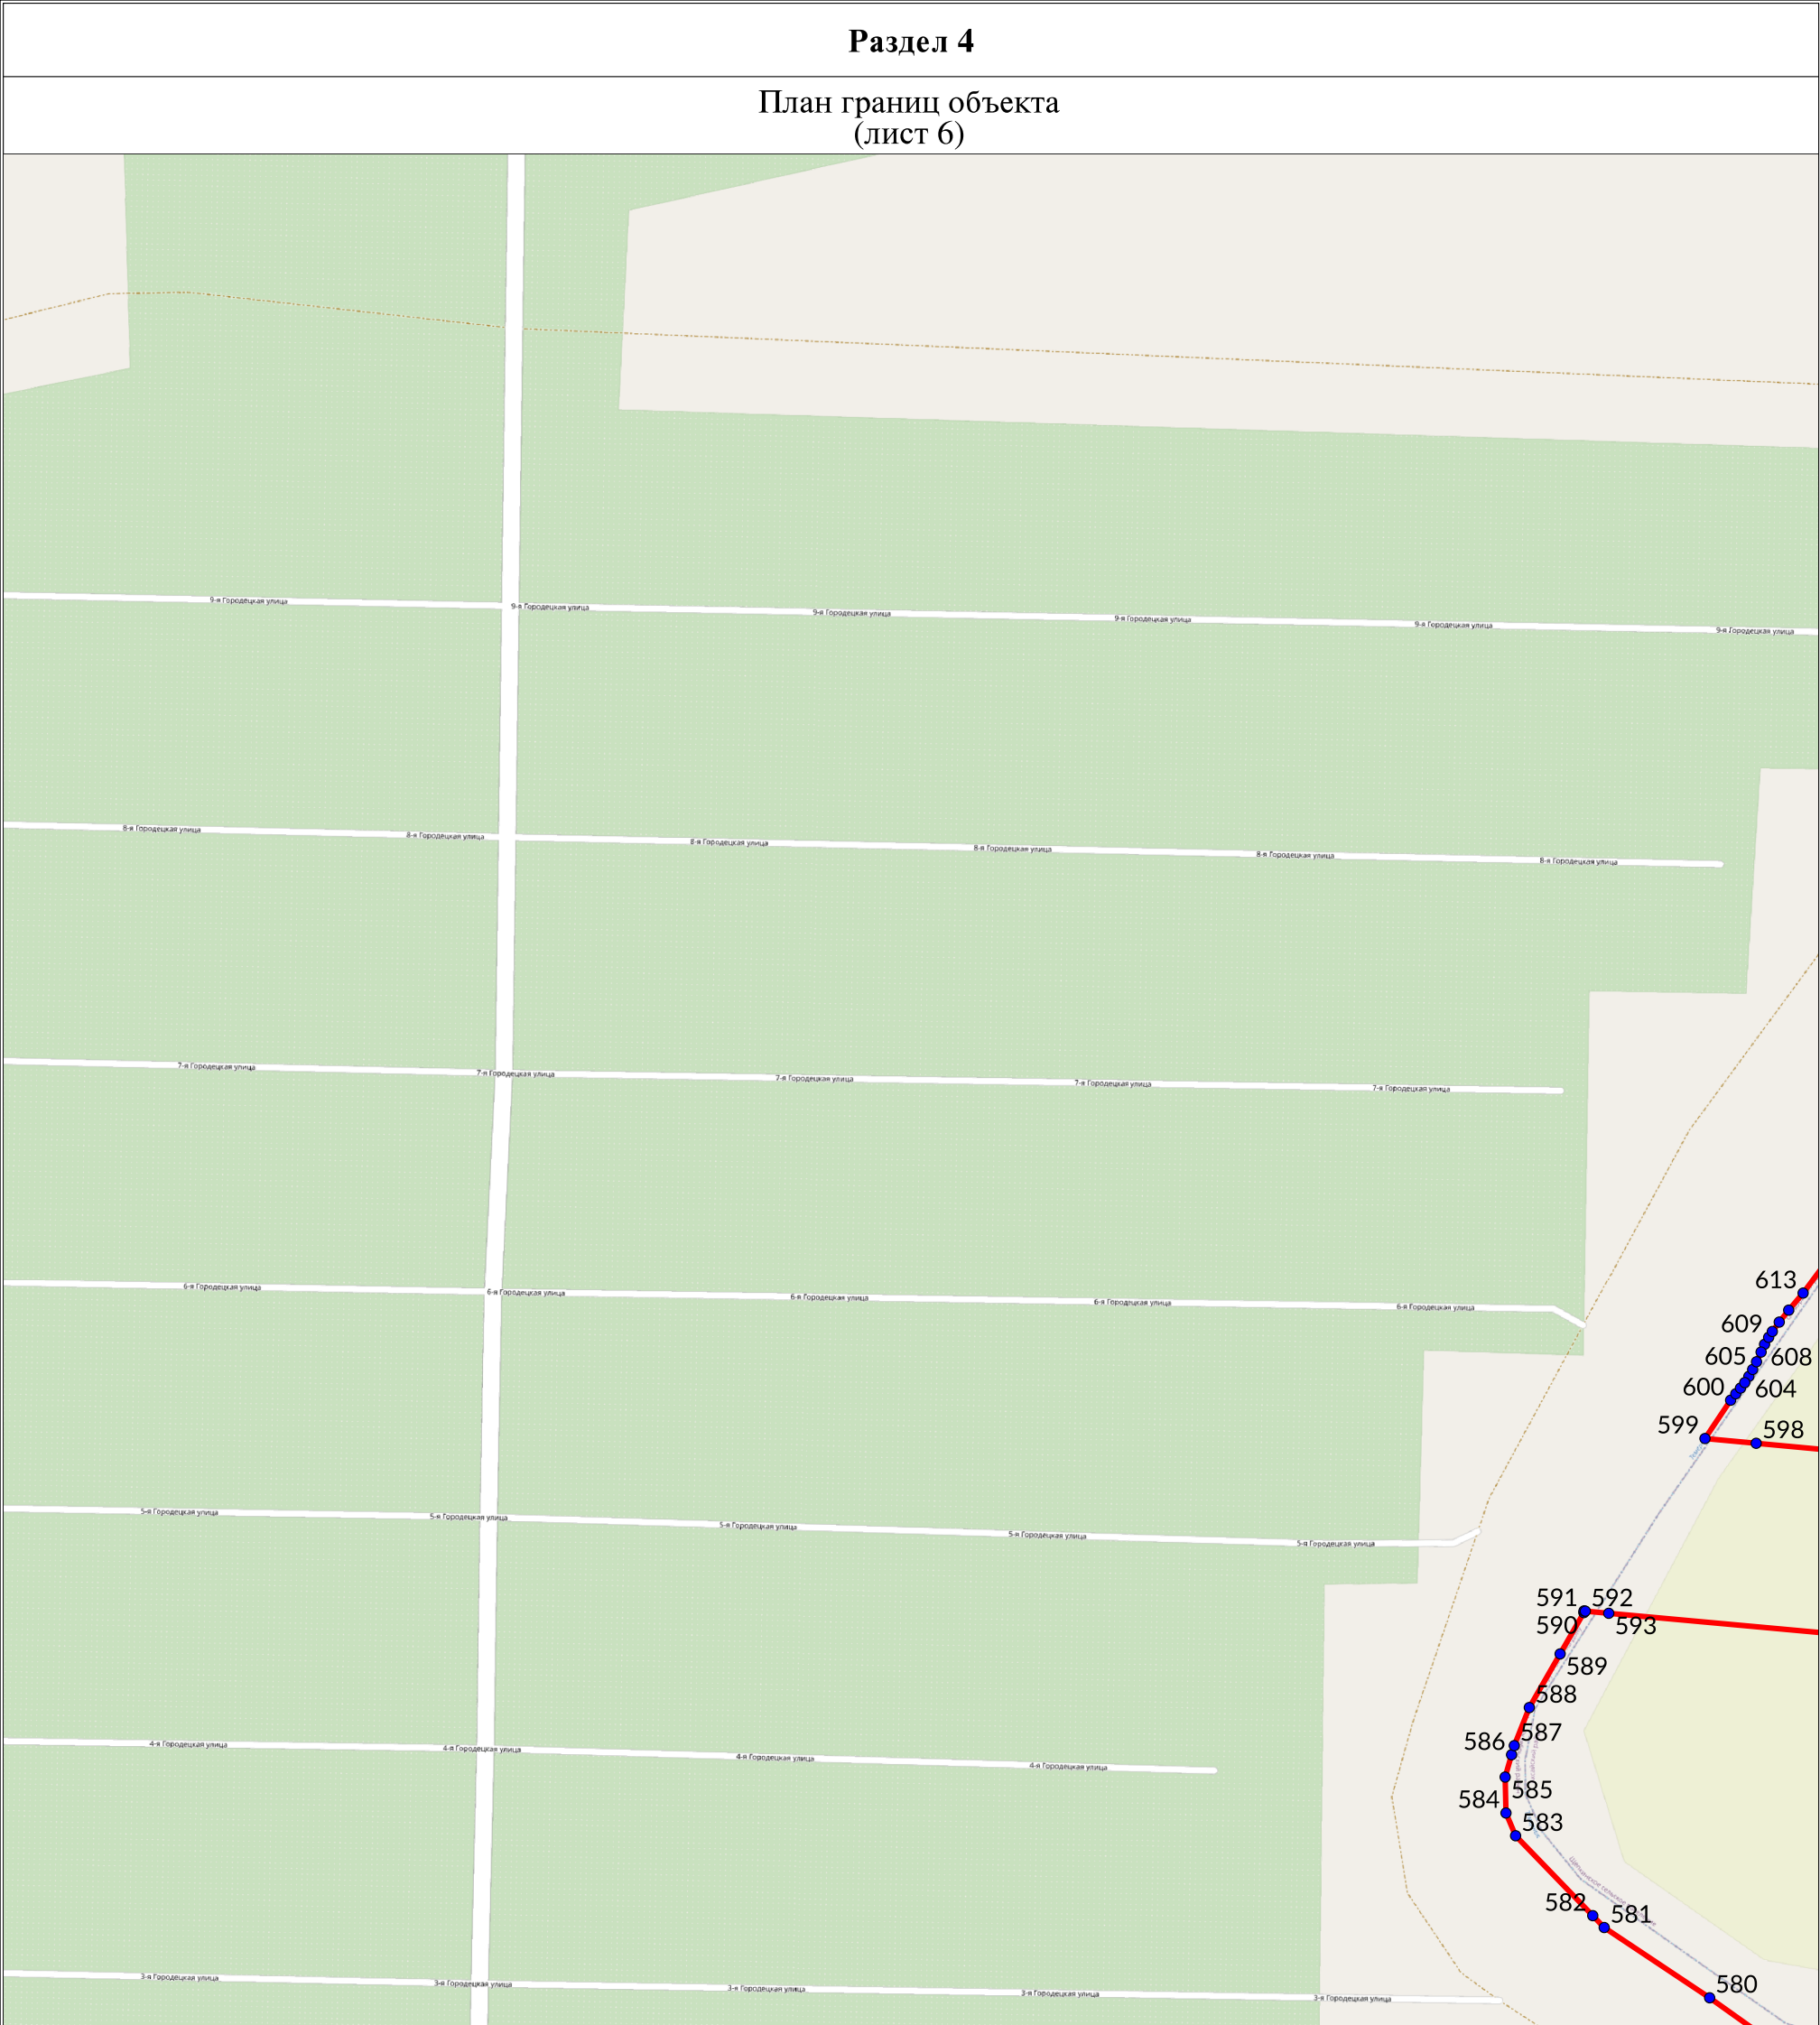 Раздел 4
План границ объекта
(лист 6)
9-я Городецкая улица
9-я Городецкая улица
9-я Городецкая улица
9-я Городецкая улица
9-я Городецкая улица
9-я Городецкая улица
8-я Городецкая улица
8-я Городецкая улица
8-я Городецкая улица
8-я Городецкая улица
8-я Городецкая улица
8-я Городецкая улица
7-я Городецкая улица
7-я Городецкая улица
7-я Городецкая улица
7-я Городецкая улица
7-я Городецкая улица
6-я Городецкая улица
6-я Городецкая улица
6-я Городецкая улица
6-я Городецкая улица
6-я Городецкая улица
613
609
605
608
600
604
599
598
5-я Городецкая улица
5-я Городецкая улица
5-я Городецкая улица
5-я Городецкая улица
5-я Городецкая улица
591
592
590
593
589
588
587
586
585
584
583
4-я Городецкая улица
4-я Городецкая улица
4-я Городецкая улица
4-я Городецкая улица
582
581
580
3-я Городецкая улица
3-я Городецкая улица
3-я Городецкая улица
3-я Городецкая улица
3-я Городецкая улица